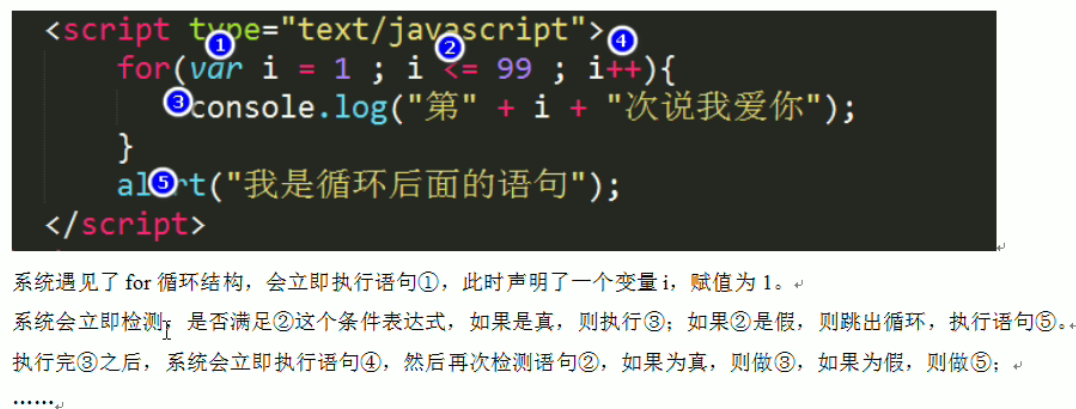 <script type="text/javascript">
① ② ④
for(var i = 1 ; i <= 99 ; i++){
③console.log("第" + i + "次说我爱你");
}
alert("我是循环后面的语句");
⑤
</script>
系统遇见了 for 循环结构，会立即执行语句①，此时声明了一个变量 i，赋值为 1。
系统会立即检测，是否满足②这个条件表达式，如果是真，则执行③；如果②是假，则跳出循环，执行语句⑤。
执行完③之后，系统会立即执行语句④，然后再次检测语句②，如果为真，则做③，如果为假，则做⑤；
……